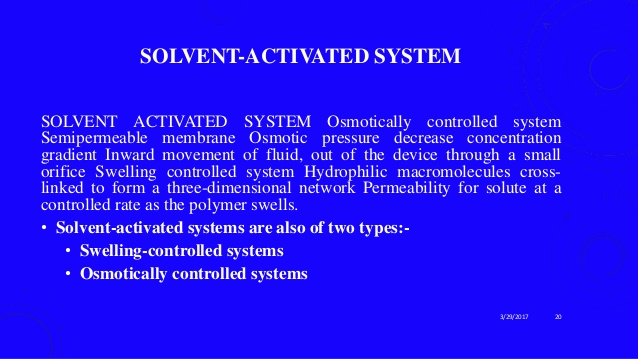 SOLVENT-ACTIVATED SYSTEM
SOLVENT ACTIVATED SYSTEM Osmotically controlled system
Semipermeable membrane Osmotic pressure decrease concentration
gradient Inward movement of fluid, out of the device through a small
orifice Swelling controlled system Hydrophilic macromolecules cross-
linked to form a three-dimensional network Permeability for solute at a
controlled rate as the polymer swells.
• Solvent-activated systems are also of two types:-
• Swelling-controlled systems
• Osmotically controlled systems
3/29/2017 20